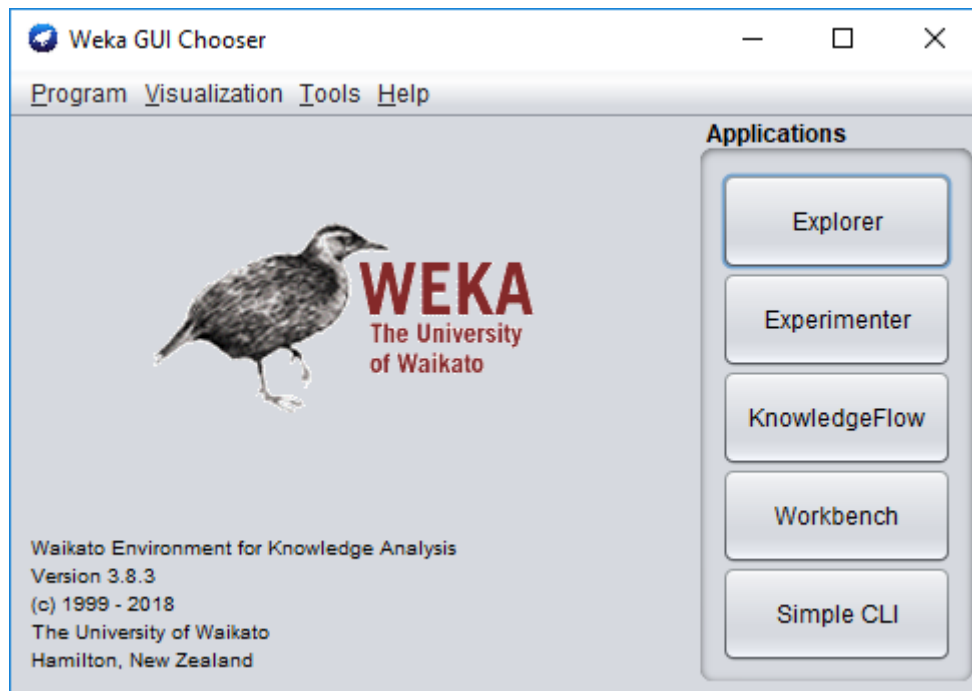 Weka GUI Chooser
Program Visualization Tools Help
Applications
Explorer
Experimenter
KnowledgeFlow
Workbench
Simple CLI
WEKA
The University
of Waikato
Waikato Environment for Knowledge Analysis
Version 3.8.3
(c) 1999 - 2018
The University of Waikato
Hamilton, New Zealand